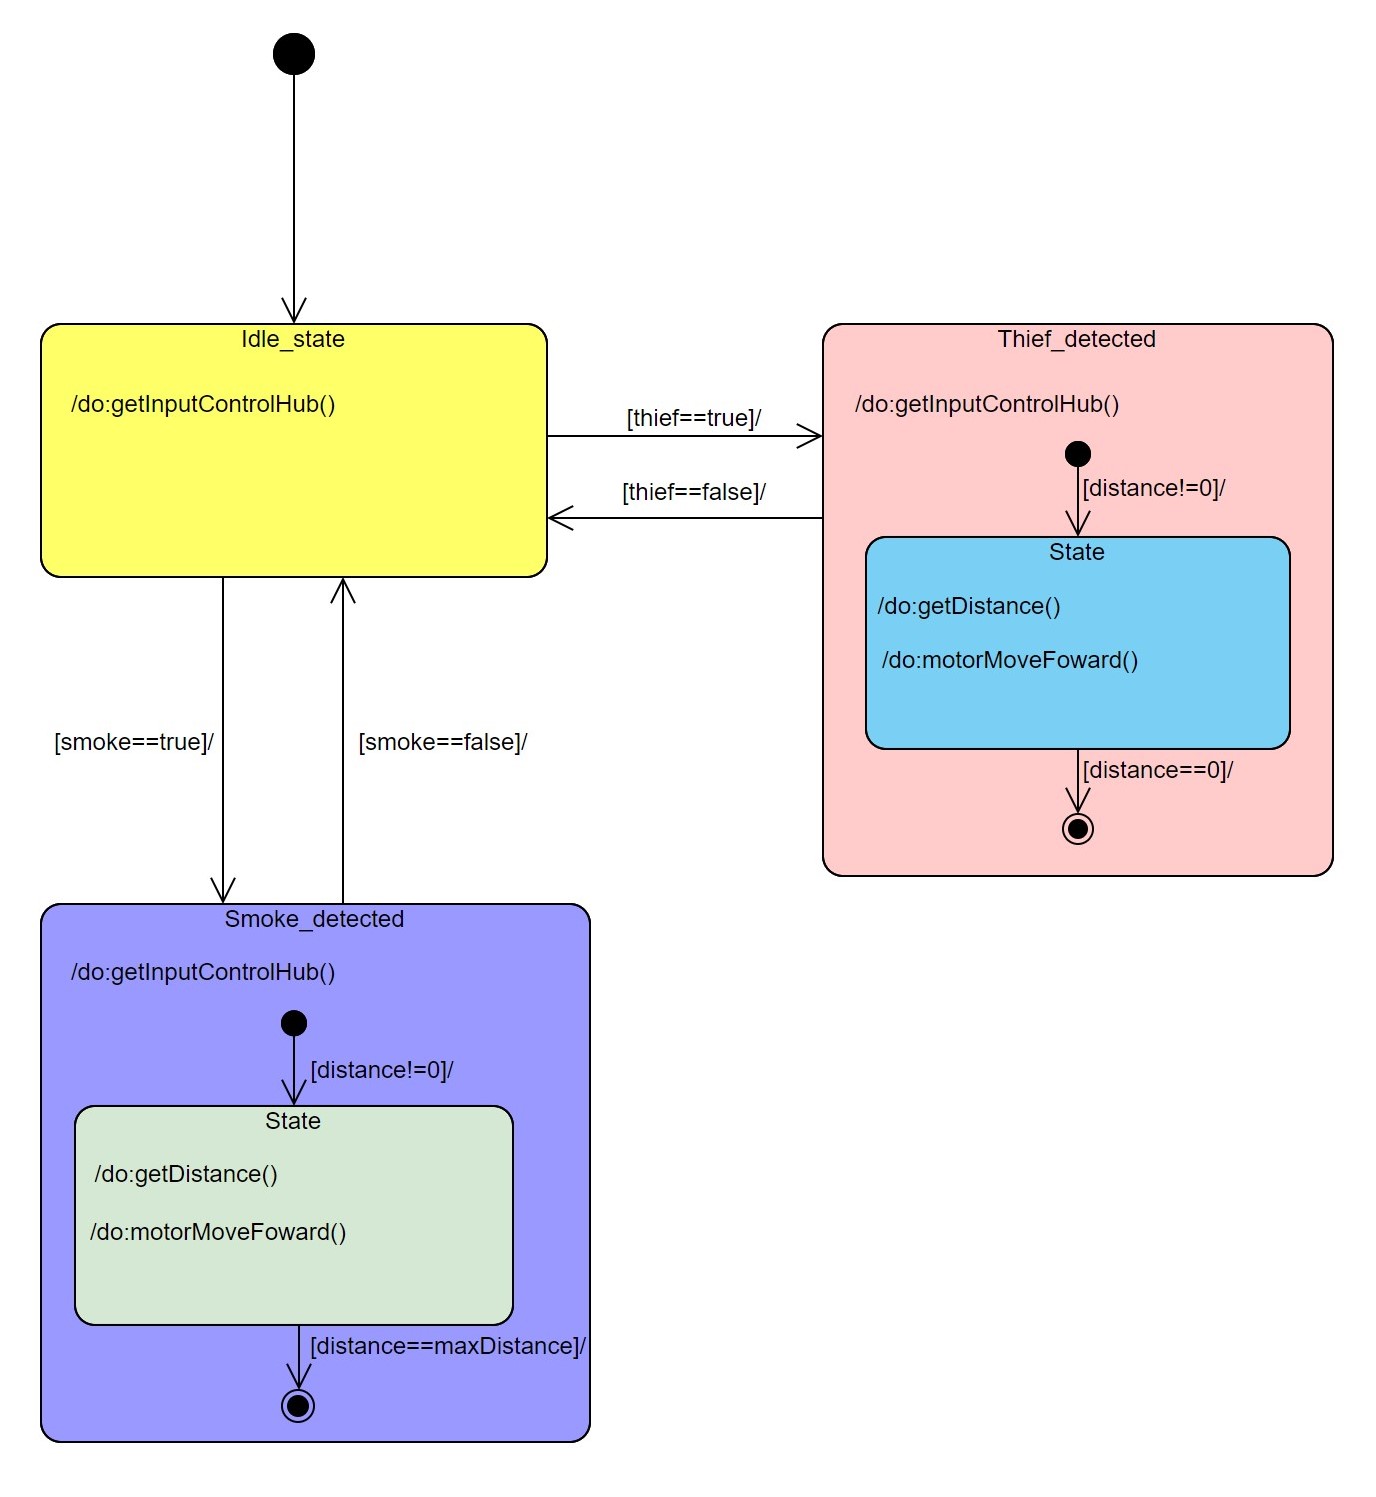 Idle_state
/do:getInputControlHub()
[thief==true]/
[thief==false]/
Thief_detected
/do:getInputControlHub()
[distance!=0]/
State
/do:getDistance()
/do:motorMoveFoward()
[distance==0]/
[smoke==true]/
[smoke==false]/
Smoke_detected
/do:getInputControlHub()
[distance!=0]/
State
/do:getDistance()
/do:motorMoveFoward()
[distance==maxDistance]/